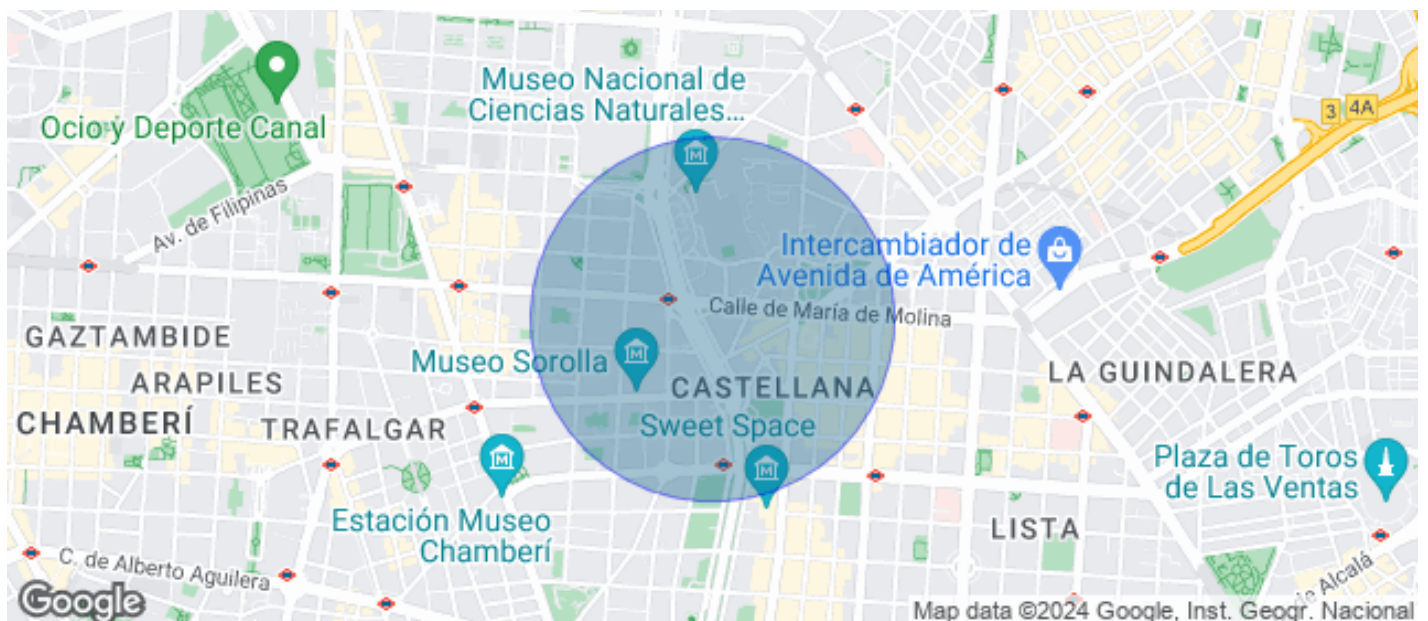 Museo Nacional de
Ciencias Naturales...
3
4A
Ocio y Deporte Canal
Av. de Filipinas
Intercambiador de
Avenida de América
Calle de María de Molina
GAZTAMBIDE
Museo Sorolla
ARAPILES
CASTELLANA
LA GUINDALERA
CHAMBERÍ
TRAFALGAR
Sweet Space
Plaza de Toros
de Las Ventas
Estación Museo
Chamberí
LISTA
C. de Alberto Aguilera
de Alcalá
Google
Map data ©2024 Google, Inst. Geogr. Nacional